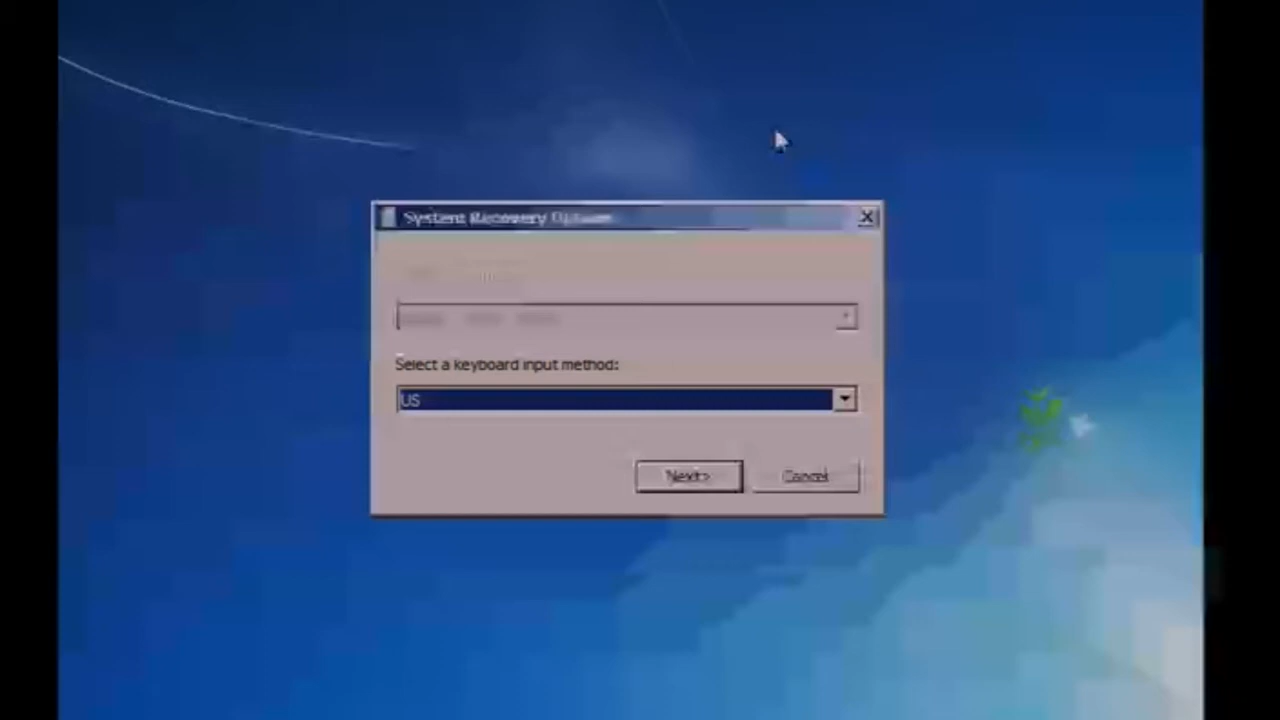 System Recovery Options
Select a keyboard input method:
US
Next >
Cancel